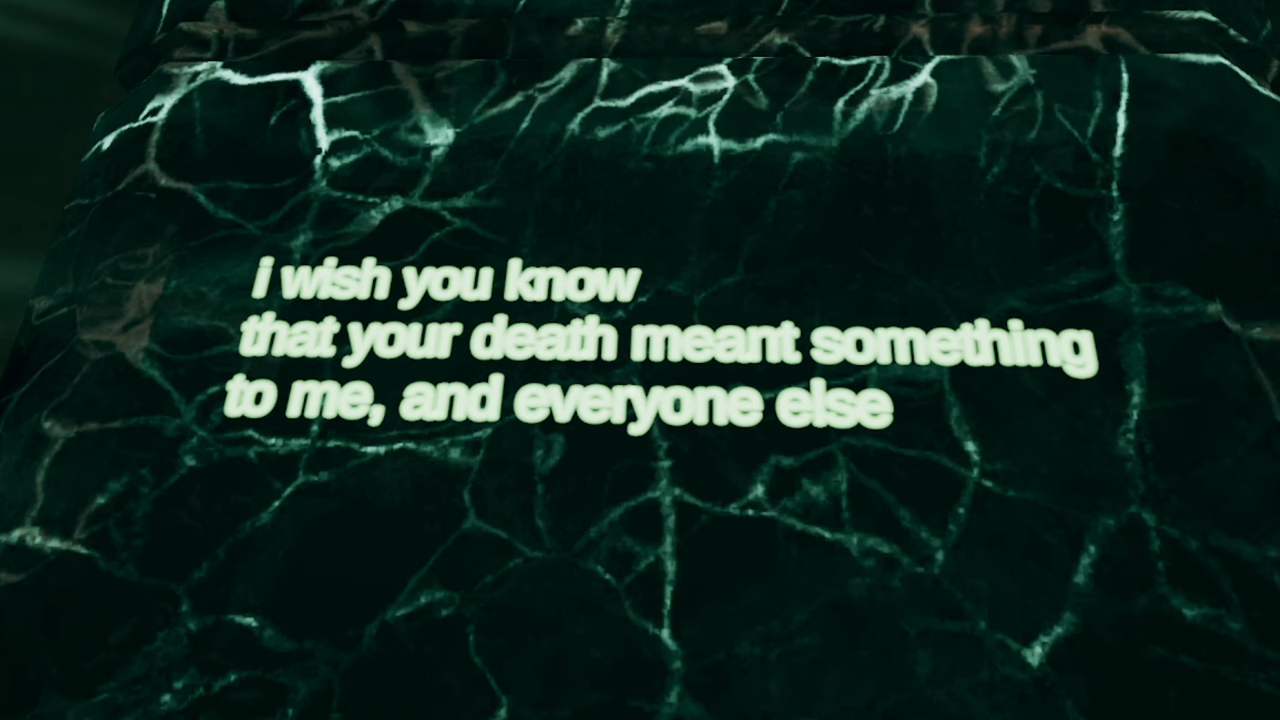 i wish you know
that your death meant something
to me, and everyone else